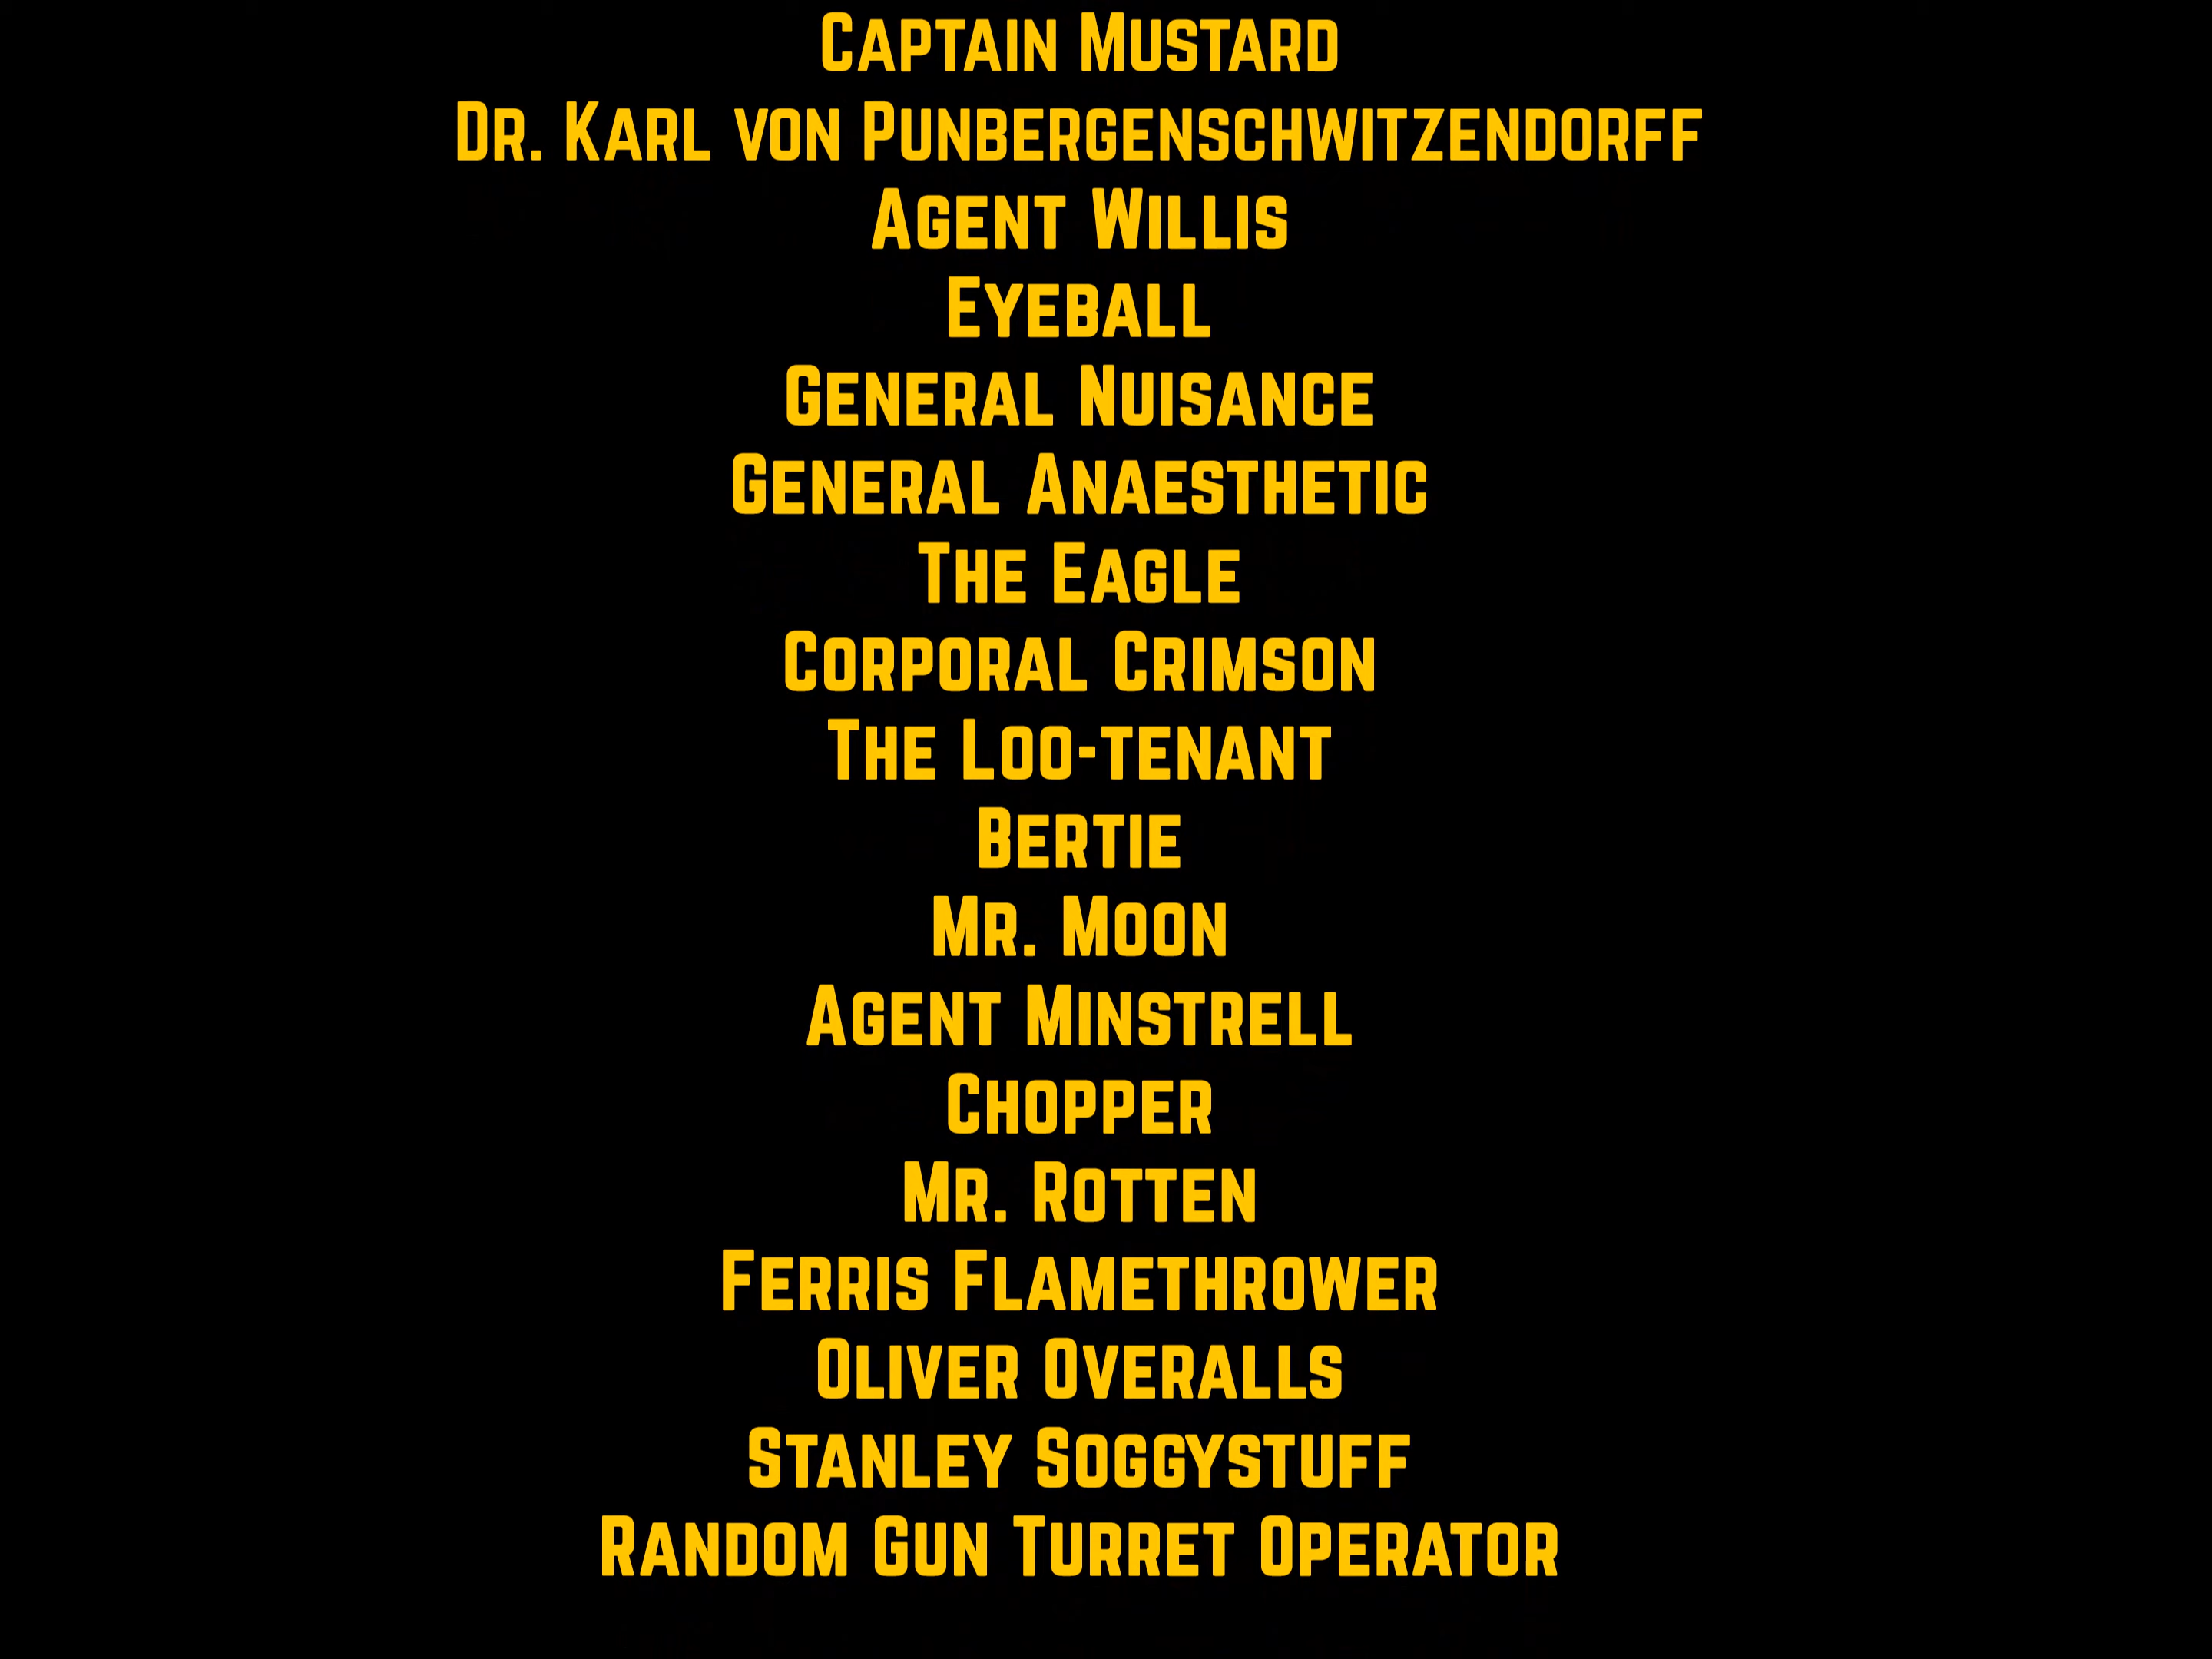 Captain Mustard
Dr. Karl von Punbergenschwitzendorff
Agent Willis
Eyeball
General Nuisance
General Anaesthetic
The Eagle
Corporal Crimson
The Loo-tenant
Bertie
Mr. Moon
Agent Minstrell
Chopper
Mr. Rotten
Ferris Flamethrower
Oliver Overalls
Stanley Soggystuff
Random Gun Turret Operator